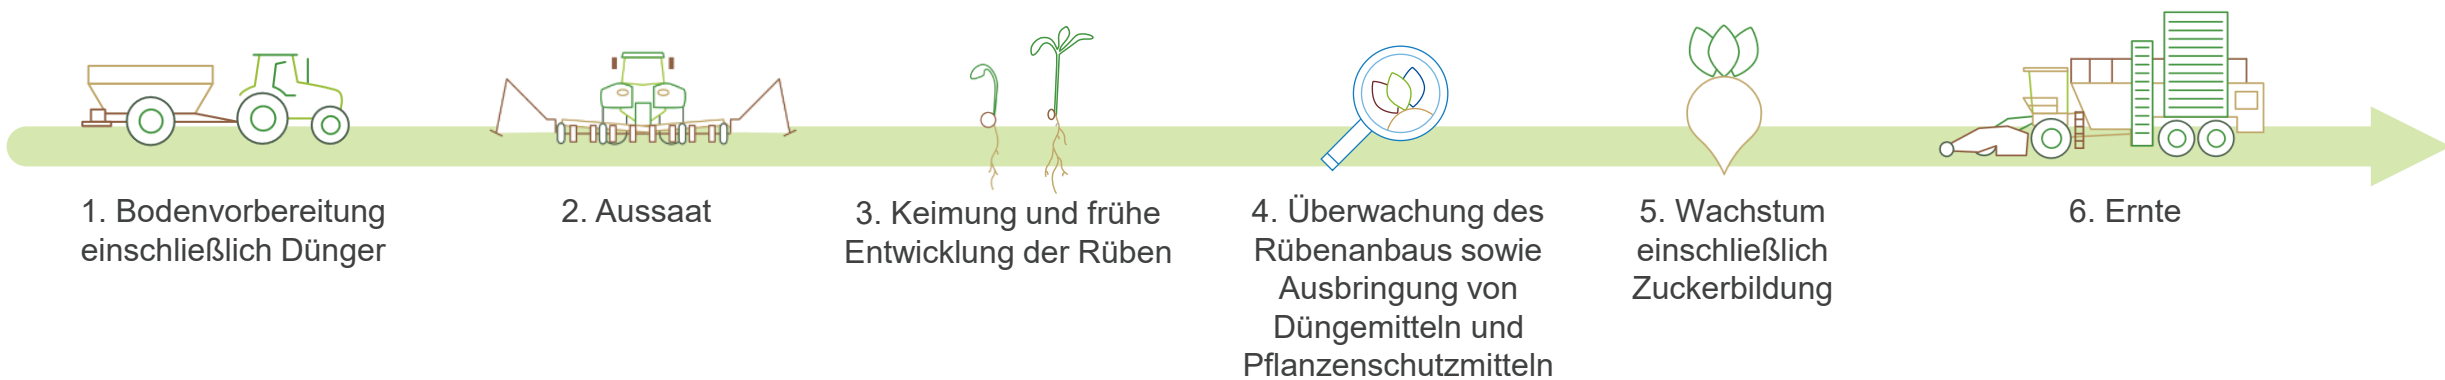 1. Bodenvorbereitung
einschließlich Dünger
2. Aussaat
3. Keimung und frühe
Entwicklung der Rüben
4. Überwachung des
Rübenanbaus sowie
Ausbringung von
Düngemitteln und
Pflanzenschutzmitteln
5. Wachstum
einschließlich
Zuckerbildung
6. Ernte